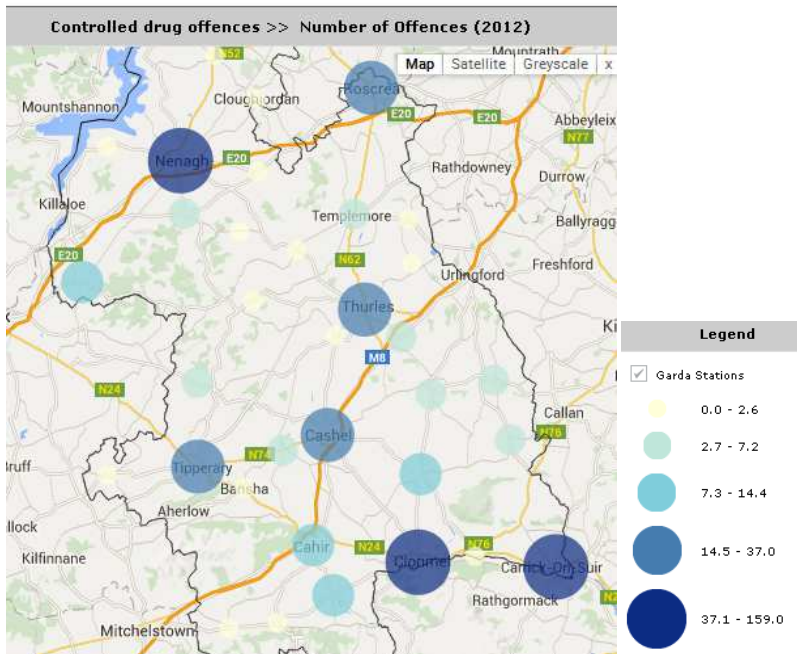 Controlled drug offences >> Number of Offences (2012)
N52
Mountrath
Map Satellite Greyscale x
Roscrea
Cloughjordan
Mountshannon
E20
E20
Abbeyleix
N77
Nenagh
E20
Rathdowney
Durrow
Killaloe
Templemore
Ballyragg
E20
N62
Freshford
Urlingford
Thurles
Ki
M8
N24
Callan
Cashel
N76
N74
Tipperary
Bruff
Bansha
Aherlow
llock
Cahir
N24
N76
Kilfinnane
Clonmel
Carrick-On-Suir
N2
Rathgormack
Mitchelstown
Legend
Garda Stations
0.0 - 2.6
2.7 - 7.2
7.3 - 14.4
14.5 - 37.0
37.1 - 159.0